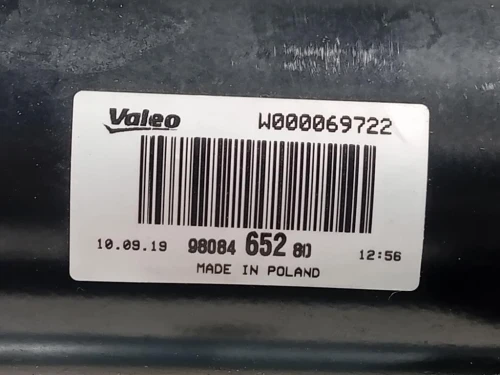 Valeo W000069722
10.09.19 98084 652 80 12:56
MADE IN POLAND